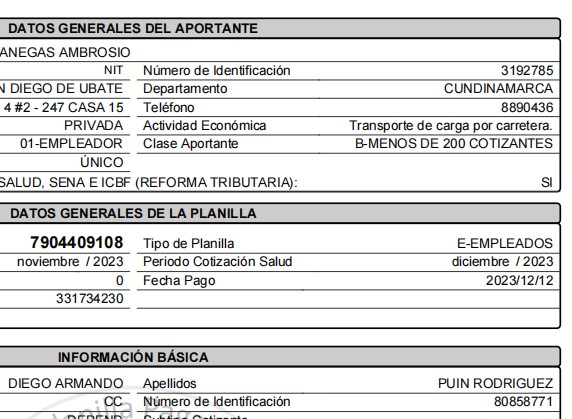 DATOS GENERALES DEL APORTANTE
ANEGAS AMBROSIO
NIT Número de Identificación 3192785
N DIEGO DE UBATE Departamento CUNDINAMARCA
4 #2 - 247 CASA 15 Teléfono 8890436
PRIVADA Actividad Económica Transporte de carga por carretera.
01-EMPLEADOR Clase Aportante B-MENOS DE 200 COTIZANTES
ÚNICO
SALUD, SENA E ICBF (REFORMA TRIBUTARIA): SI
DATOS GENERALES DE LA PLANILLA
7904409108 Tipo de Planilla E-EMPLEADOS
noviembre / 2023 Periodo Cotización Salud diciembre / 2023
0 Fecha Pago 2023/12/12
331734230
INFORMACIÓN BÁSICA
DIEGO ARMANDO Apellidos PUIN RODRIGUEZ
CC Número de Identificación 80858771